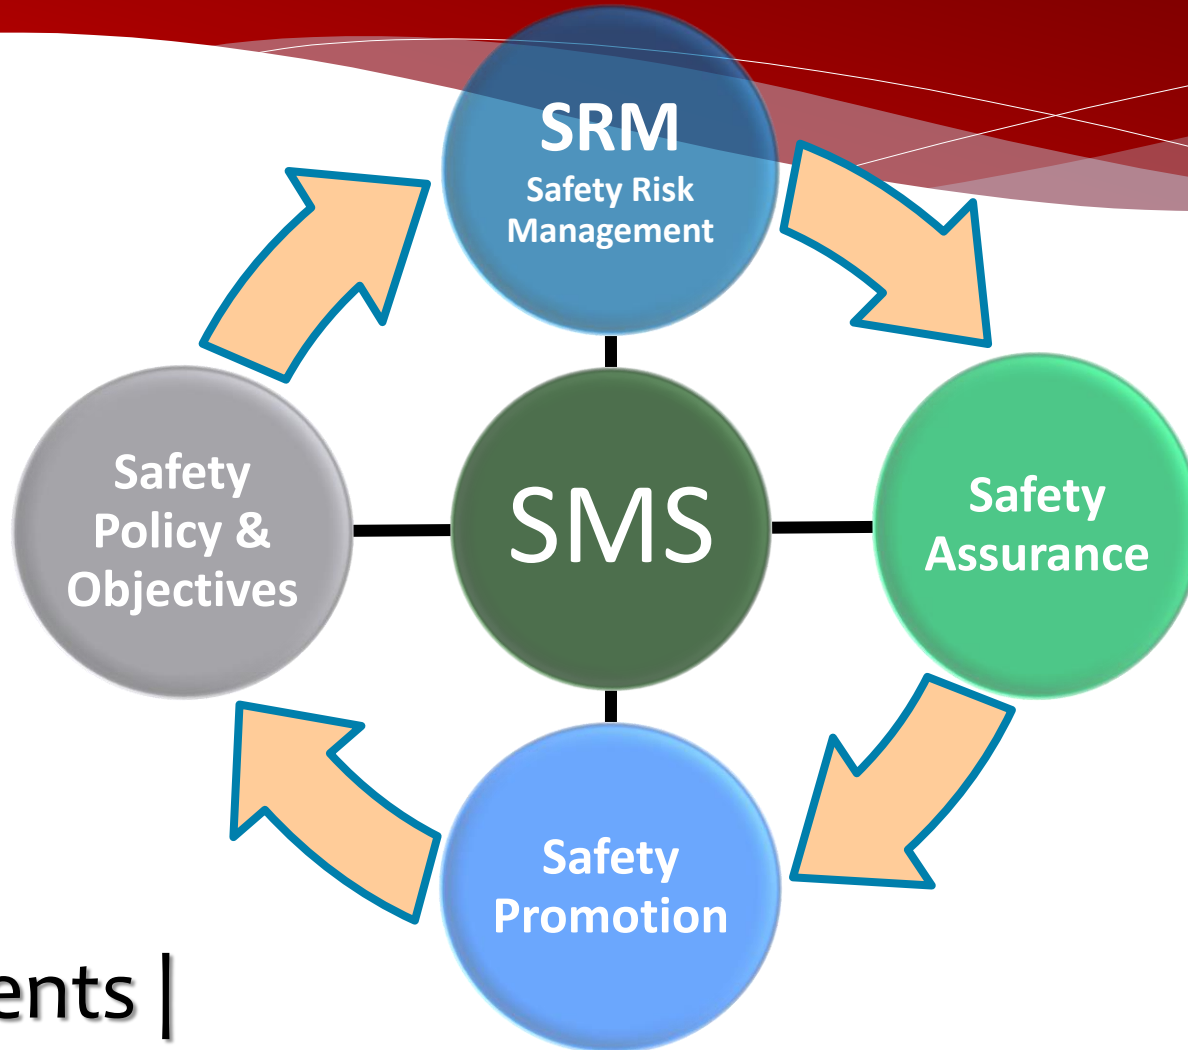 SRM
Safety Risk
Management
Safety
Policy &
Objectives
SMS
Safety
Assurance
Safety
Promotion
ents |